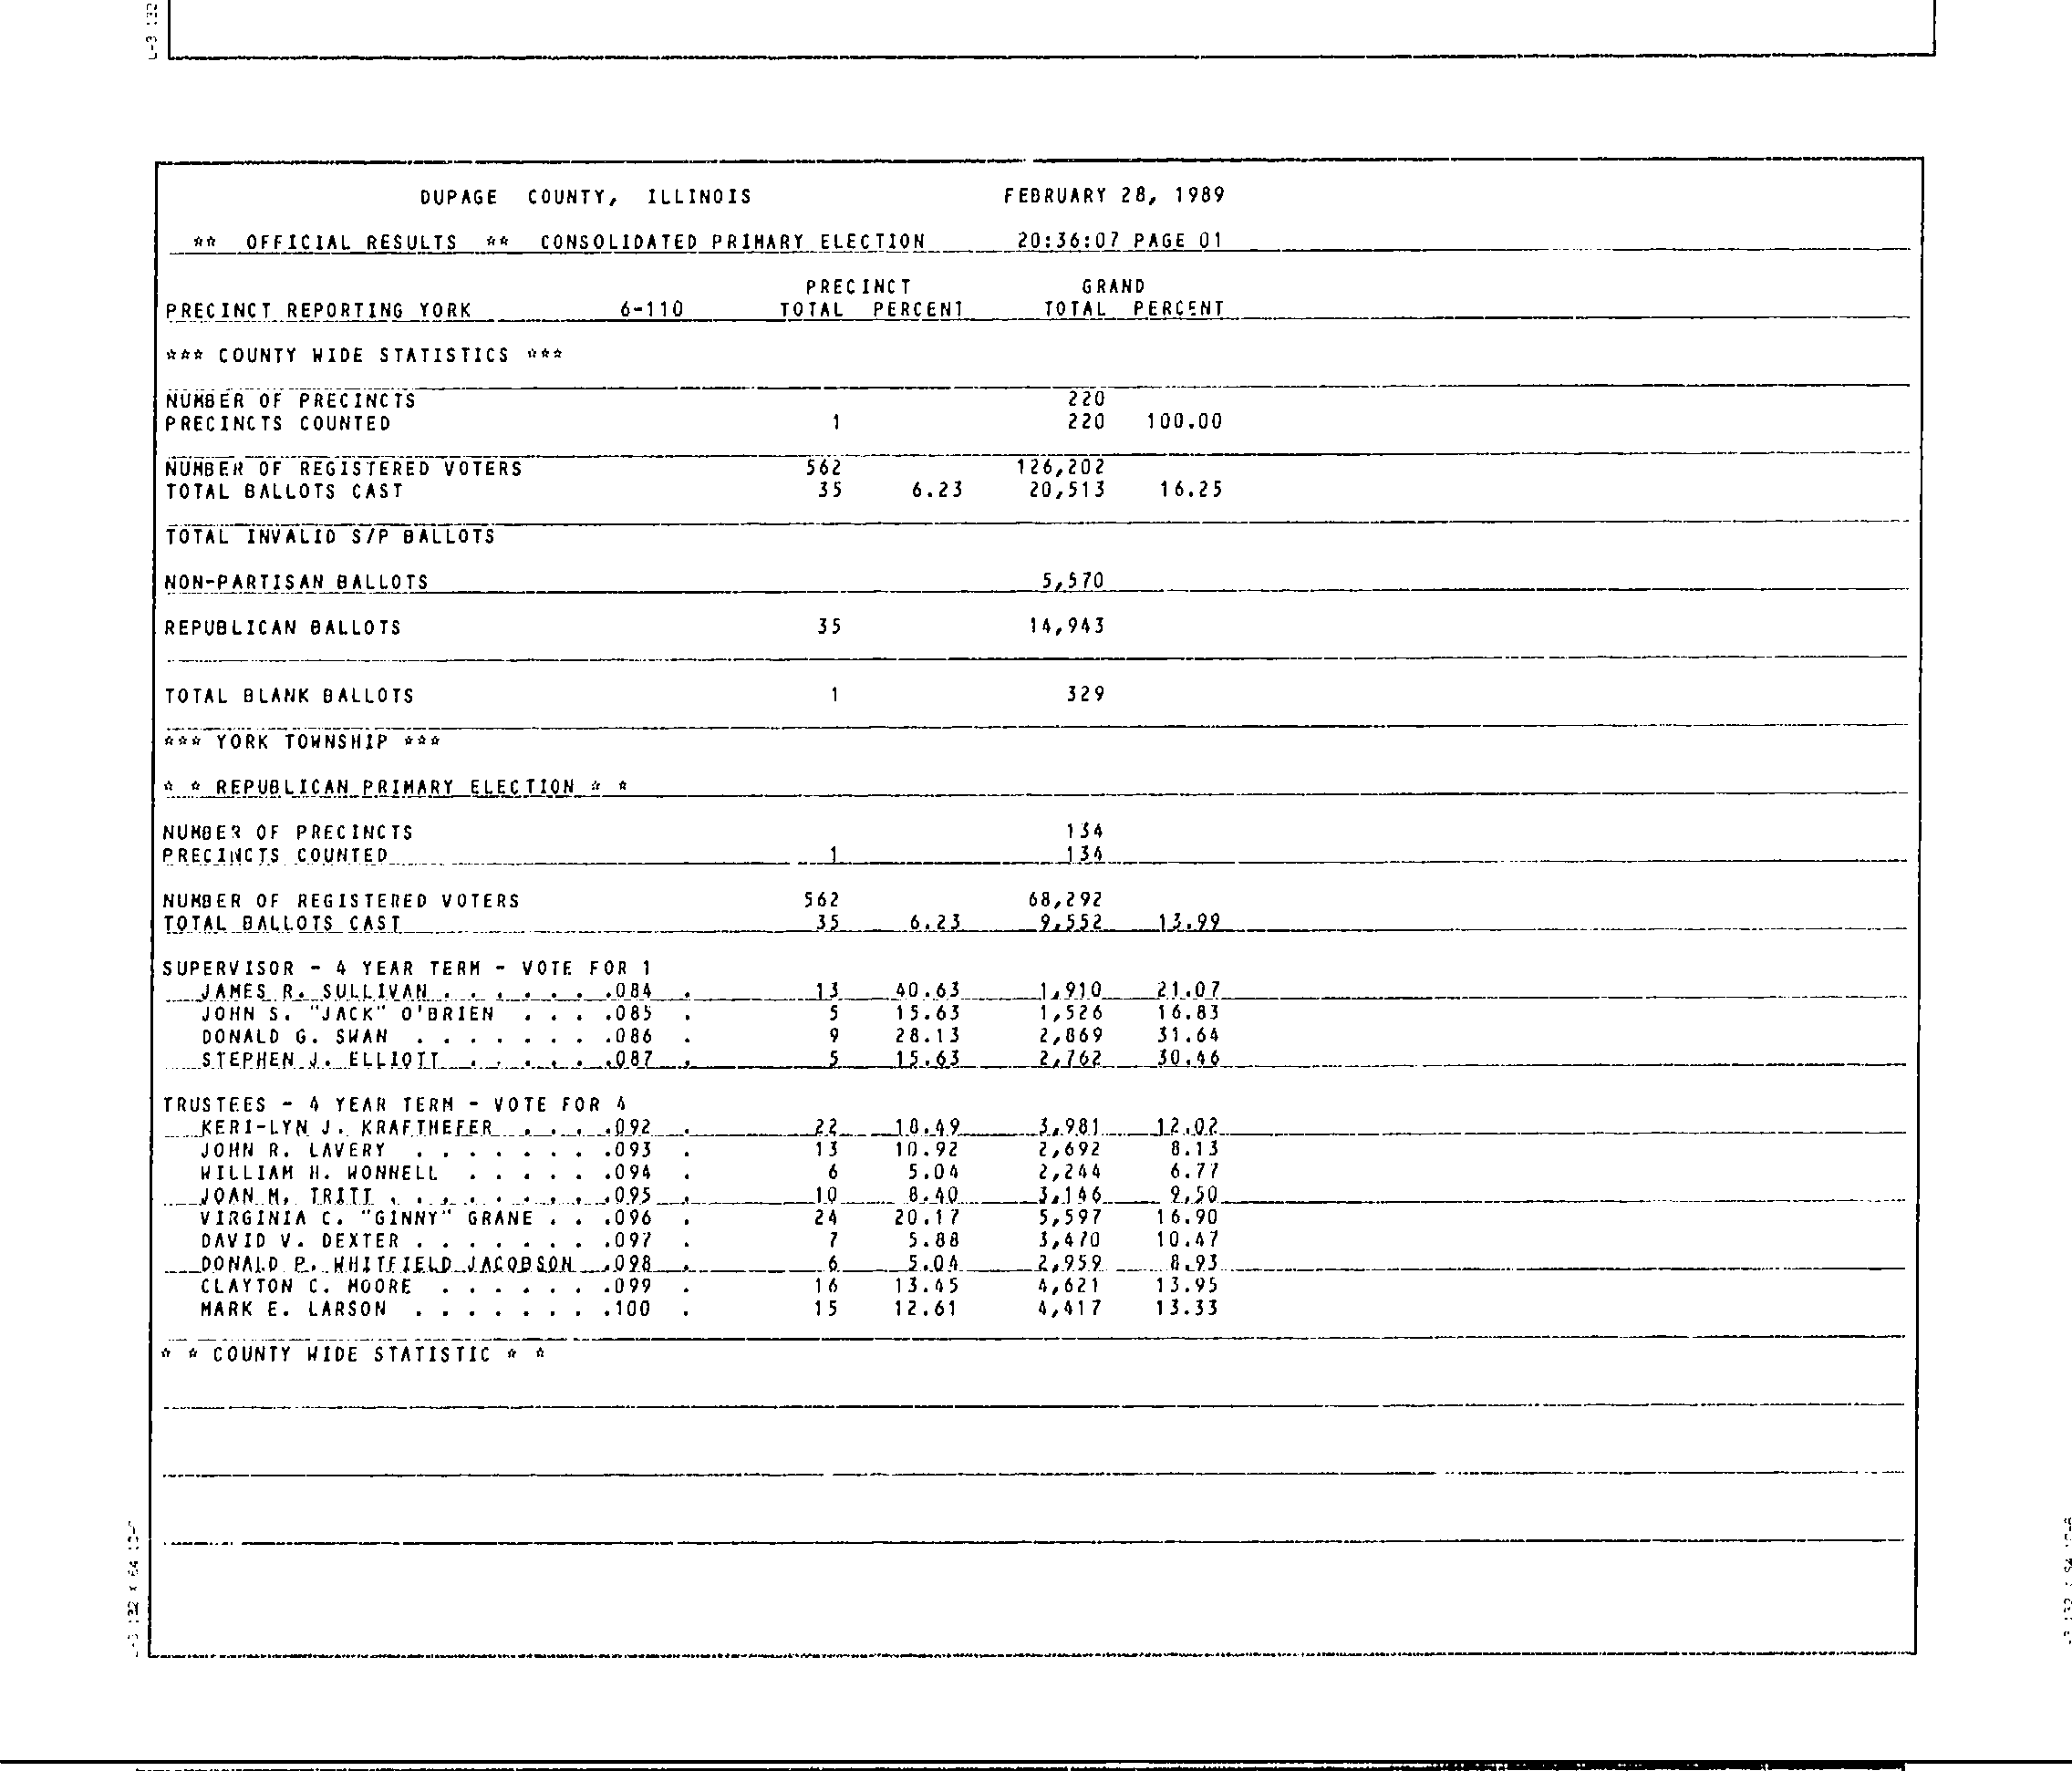 DUPAGE COUNTY, ILLINOIS FEBRUARY 28, 1989
** OFFICIAL RESULTS ** CONSOLIDATED PRIMARY ELECTION 20:36:07 PAGE 01
PRECINCT GRAND
PRECINCT REPORTING YORK 6-110 TOTAL PERCENT TOTAL PERCENT
*** COUNTY WIDE STATISTICS ***
NUMBER OF PRECINCTS 220
PRECINCTS COUNTED 1 220 100.00
NUMBER OF REGISTERED VOTERS 562 126,202
TOTAL BALLOTS CAST 35 6.23 20,513 16.25
TOTAL INVALID S/P BALLOTS
NON-PARTISAN BALLOTS 5,570
REPUBLICAN BALLOTS 35 14,943
TOTAL BLANK BALLOTS 1 329
*** YORK TOWNSHIP ***
* * REPUBLICAN PRIMARY ELECTION * *
NUMBER OF PRECINCTS 134
PRECINCTS COUNTED 1 134
NUMBER OF REGISTERED VOTERS 562 68,292
TOTAL BALLOTS CAST 35 6.23 9,552 13.99
SUPERVISOR - 4 YEAR TERM - VOTE FOR 1
JAMES R. SULLIVAN . . . . . . .084 . 13 40.63 1,910 21.07
JOHN S. "JACK" O'BRIEN . . . .085 . 5 15.63 1,526 16.83
DONALD G. SWAN . . . . . . . .086 . 9 28.13 2,869 31.64
STEPHEN J. ELLIOTT . . . . . .087 . 5 15.63 2,762 30.46
TRUSTEES - 4 YEAR TERM - VOTE FOR 4
KERI-LYN J. KRAFTHEFER . . . .092 . 22 18.49 3,981 12.02
JOHN R. LAVERY . . . . . . . .093 . 13 10.92 2,692 8.13
WILLIAM H. WONNELL . . . . . .094 . 6 5.04 2,244 6.77
JOAN M. TRITT . . . . . . . . .095 . 10 8.40 3,146 9.50
VIRGINIA C. "GINNY" GRANE . . .096 . 24 20.17 5,597 16.90
DAVID V. DEXTER . . . . . . . .097 . 7 5.88 3,470 10.47
DONALD P. WHITFIELD JACOBSON .098 . 6 5.04 2,959 8.93
CLAYTON C. MOORE . . . . . . .099 . 16 13.45 4,621 13.95
MARK E. LARSON . . . . . . . .100 . 15 12.61 4,417 13.33
* * COUNTY WIDE STATISTIC * *